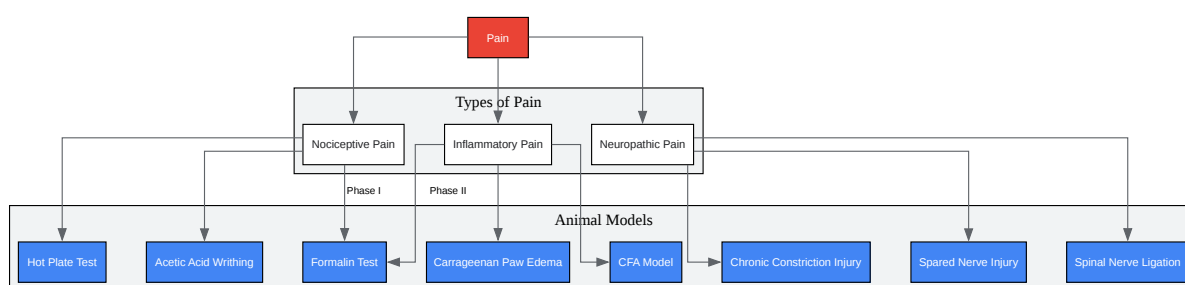 Pain
Types of Pain
Nociceptive Pain
Inflammatory Pain
Neuropathic Pain
Phase I
Phase II
Animal Models
Hot Plate Test
Acetic Acid Writhing
Formalin Test
Carrageenan Paw Edema
CFA Model
Chronic Constriction Injury
Spared Nerve Injury
Spinal Nerve Ligation